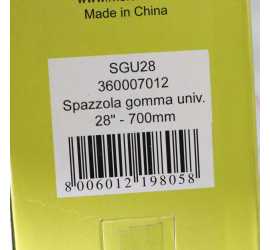 Made in China
SGU28
360007012
Spazzola gomma univ.
28" - 700mm
8 006012 198058